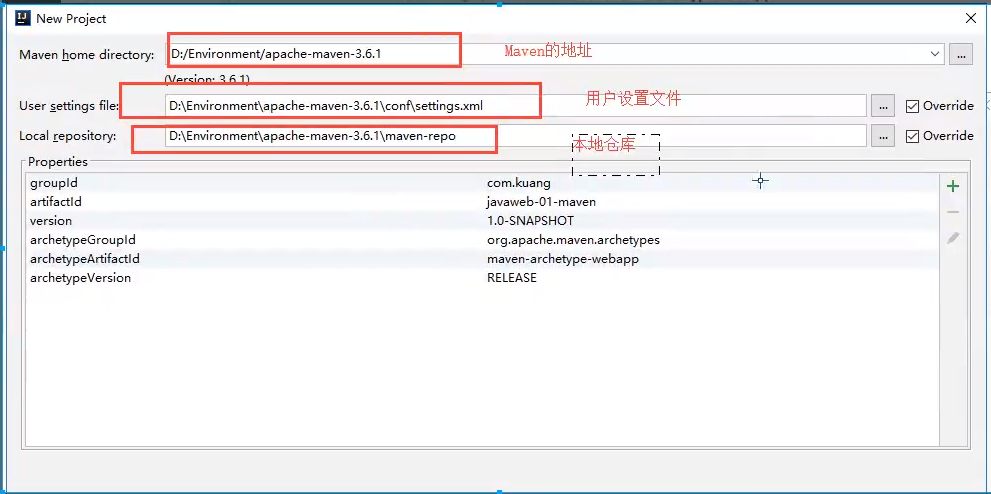 New Project
Maven home directory: D:/Environment/apache-maven-3.6.1 ... Maven的地址
(Version: 3.6.1)
User settings file: D:\Environment\apache-maven-3.6.1\conf\settings.xml 用户设置文件 ... Override
Local repository: D:\Environment\apache-maven-3.6.1\maven-repo 本地仓库 ... Override
Properties
groupId com.kuang
artifactId javaweb-01-maven
version 1.0-SNAPSHOT
archetypeGroupId org.apache.maven.archetypes
archetypeArtifactId maven-archetype-webapp
archetypeVersion RELEASE